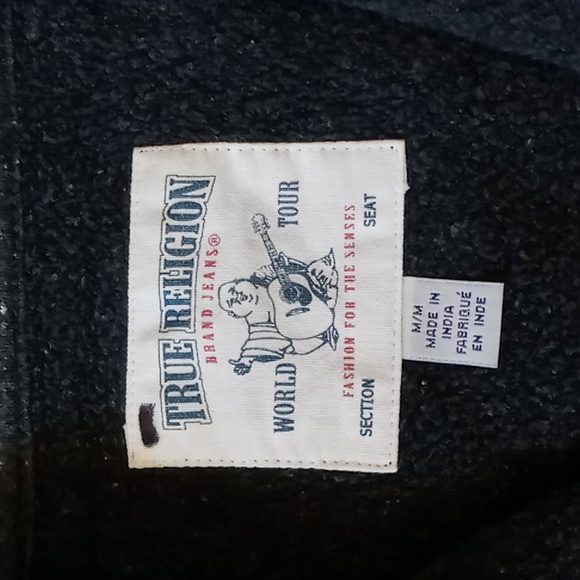 TRUE RELIGION
BRAND JEANS®
WORLD TOUR
FASHION FOR THE SENSES
SECTION SEAT
M/M
MADE IN
INDIA
FABRIQUÉ
EN INDE